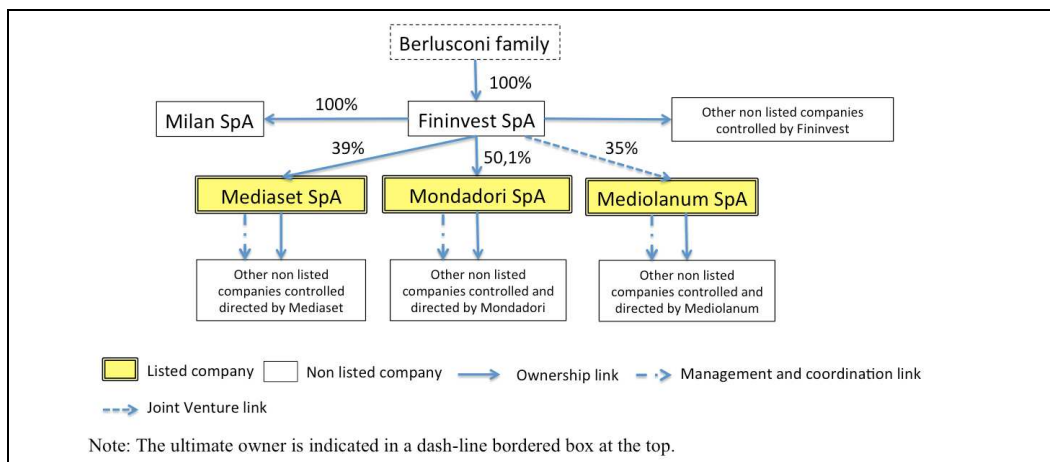 Berlusconi family
100%
100%
Milan SpA
Fininvest SpA
Other non listed companies
controlled by Fininvest
39%
50,1%
35%
Mediaset SpA
Mondadori SpA
Mediolanum SpA
Other non listed
companies controlled
directed by Mediaset
Other non listed
companies controlled and
directed by Mondadori
Other non listed
companies controlled and
directed by Mediolanum
Listed company
Non listed company
Ownership link
Management and coordination link
Joint Venture link
Note: The ultimate owner is indicated in a dash-line bordered box at the top.